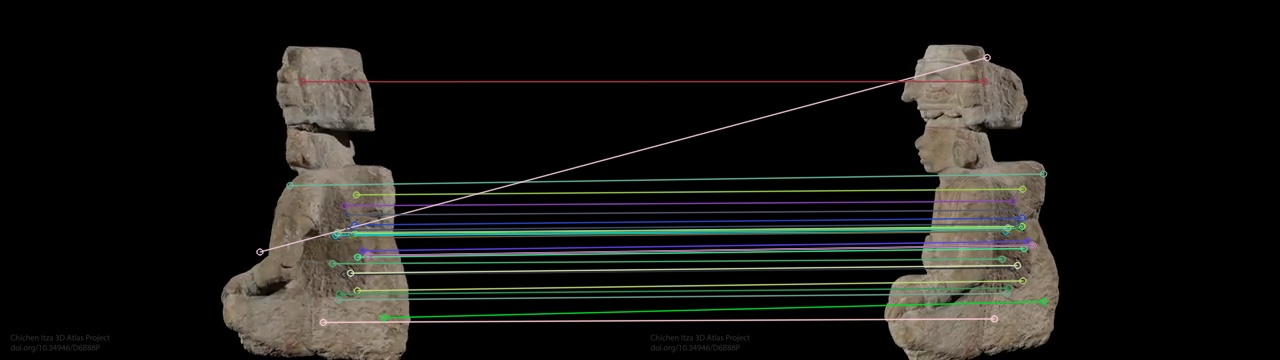 Chichen Itza 3D Atlas Project
doi.org/10.34946/D6B88P
Chichen Itza 3D Atlas Project
doi.org/10.34946/D6B88P